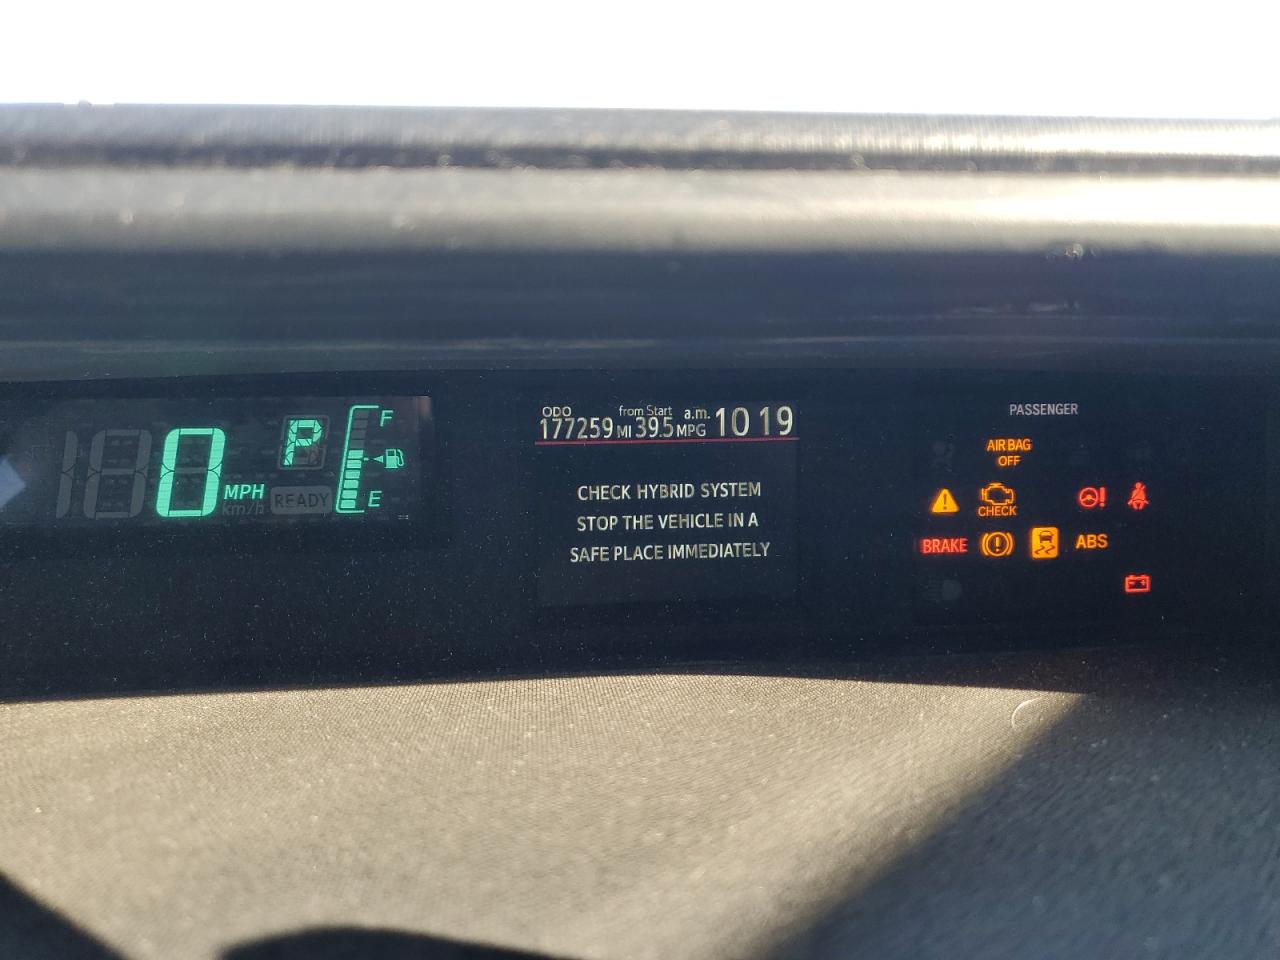 0 MPH
km/h
P
READY
F
E
ODO 177259 MI
from Start 39.5 MPG
a.m. 10 19
CHECK HYBRID SYSTEM
STOP THE VEHICLE IN A
SAFE PLACE IMMEDIATELY
PASSENGER
AIR BAG
OFF
CHECK
BRAKE
ABS